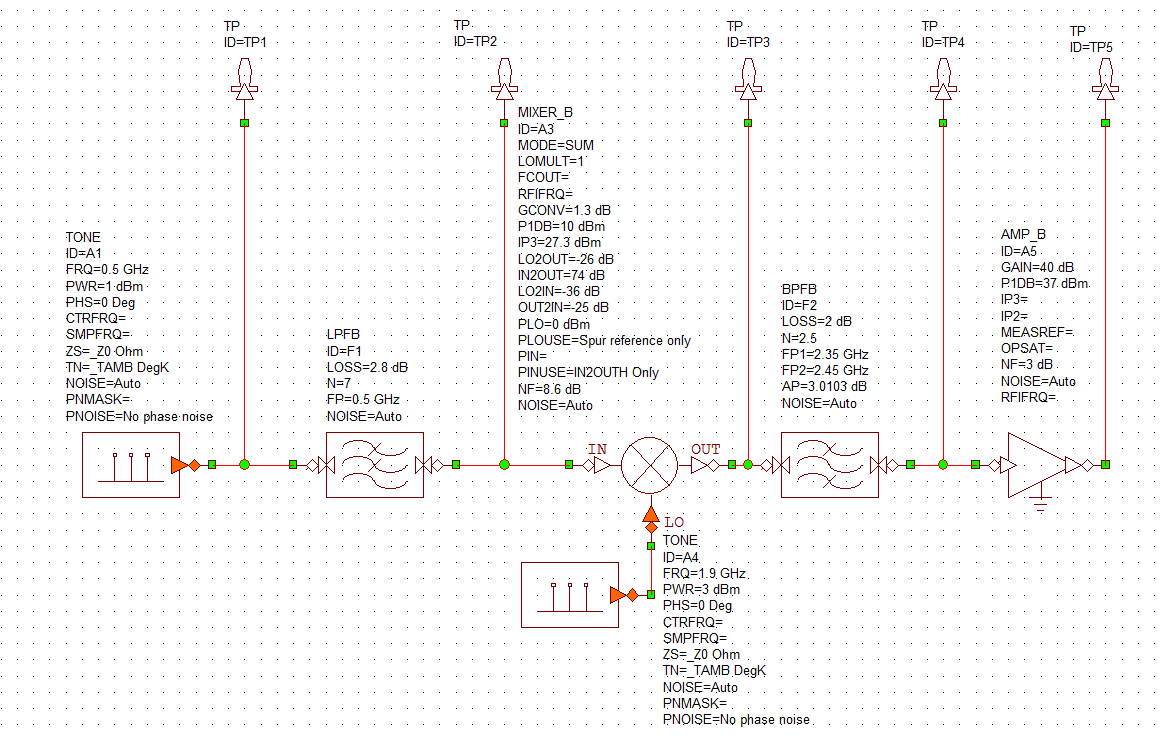 TP
ID=TP1
TP
ID=TP2
TP
ID=TP3
TP
ID=TP4
TP
ID=TP5
MIXER_B
ID=A3
MODE=SUM
LOMULT=1
FCOUT=
RFIFRQ=
GCONV=1.3 dB
P1DB=10 dBm
IP3=27.3 dBm
LO2OUT=-26 dB
IN2OUT=74 dB
LO2IN=-36 dB
OUT2IN=-25 dB
PLO=0 dBm
PLOUSE=Spur reference only
PIN=
PINUSE=IN2OUTH Only
NF=8.6 dB
NOISE=Auto
TONE
ID=A1
FRQ=0.5 GHz
PWR=1 dBm
PHS=0 Deg
CTRFRQ=
SMPFRQ=
ZS=_Z0 Ohm
TN=_TAMB DegK
NOISE=Auto
PNMASK=
PNOISE=No phase noise
LPFB
ID=F1
LOSS=2.8 dB
N=7
FP=0.5 GHz
NOISE=Auto
BPFB
ID=F2
LOSS=2 dB
N=2.5
FP1=2.35 GHz
FP2=2.45 GHz
AP=3.0103 dB
NOISE=Auto
AMP_B
ID=A5
GAIN=40 dB
P1DB=37 dBm
IP3=
IP2=
MEASREF=
OPSAT=
NF=3 dB
NOISE=Auto
RFIFRQ=
IN
OUT
LO
TONE
ID=A4
FRQ=1.9 GHz
PWR=3 dBm
PHS=0 Deg
CTRFRQ=
SMPFRQ=
ZS=_Z0 Ohm
TN=_TAMB DegK
NOISE=Auto
PNMASK=
PNOISE=No phase noise